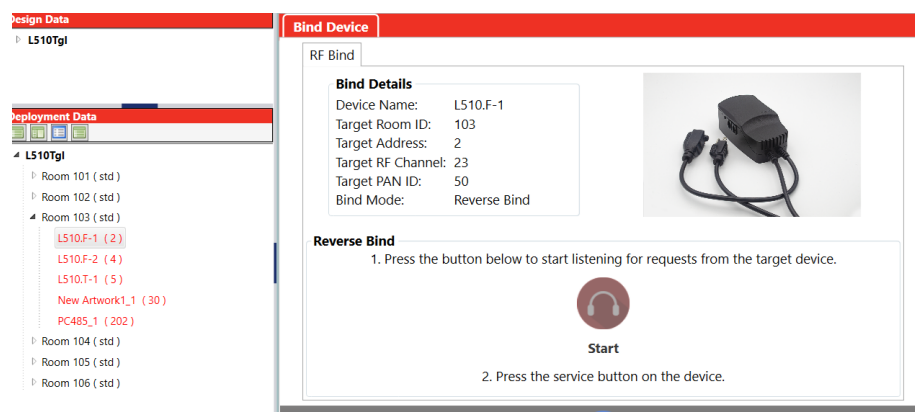 Design Data
L510Tgl
Deployment Data
L510Tgl
Room 101 ( std )
Room 102 ( std )
Room 103 ( std )
L510.F-1 ( 2 )
L510.F-2 ( 4 )
L510.T-1 ( 5 )
New Artwork1_1 ( 30 )
PC485_1 ( 202 )
Room 104 ( std )
Room 105 ( std )
Room 106 ( std )
Bind Device
RF Bind
Bind Details
Device Name: L510.F-1
Target Room ID: 103
Target Address: 2
Target RF Channel: 23
Target PAN ID: 50
Bind Mode: Reverse Bind
Reverse Bind
1. Press the button below to start listening for requests from the target device.
Start
2. Press the service button on the device.